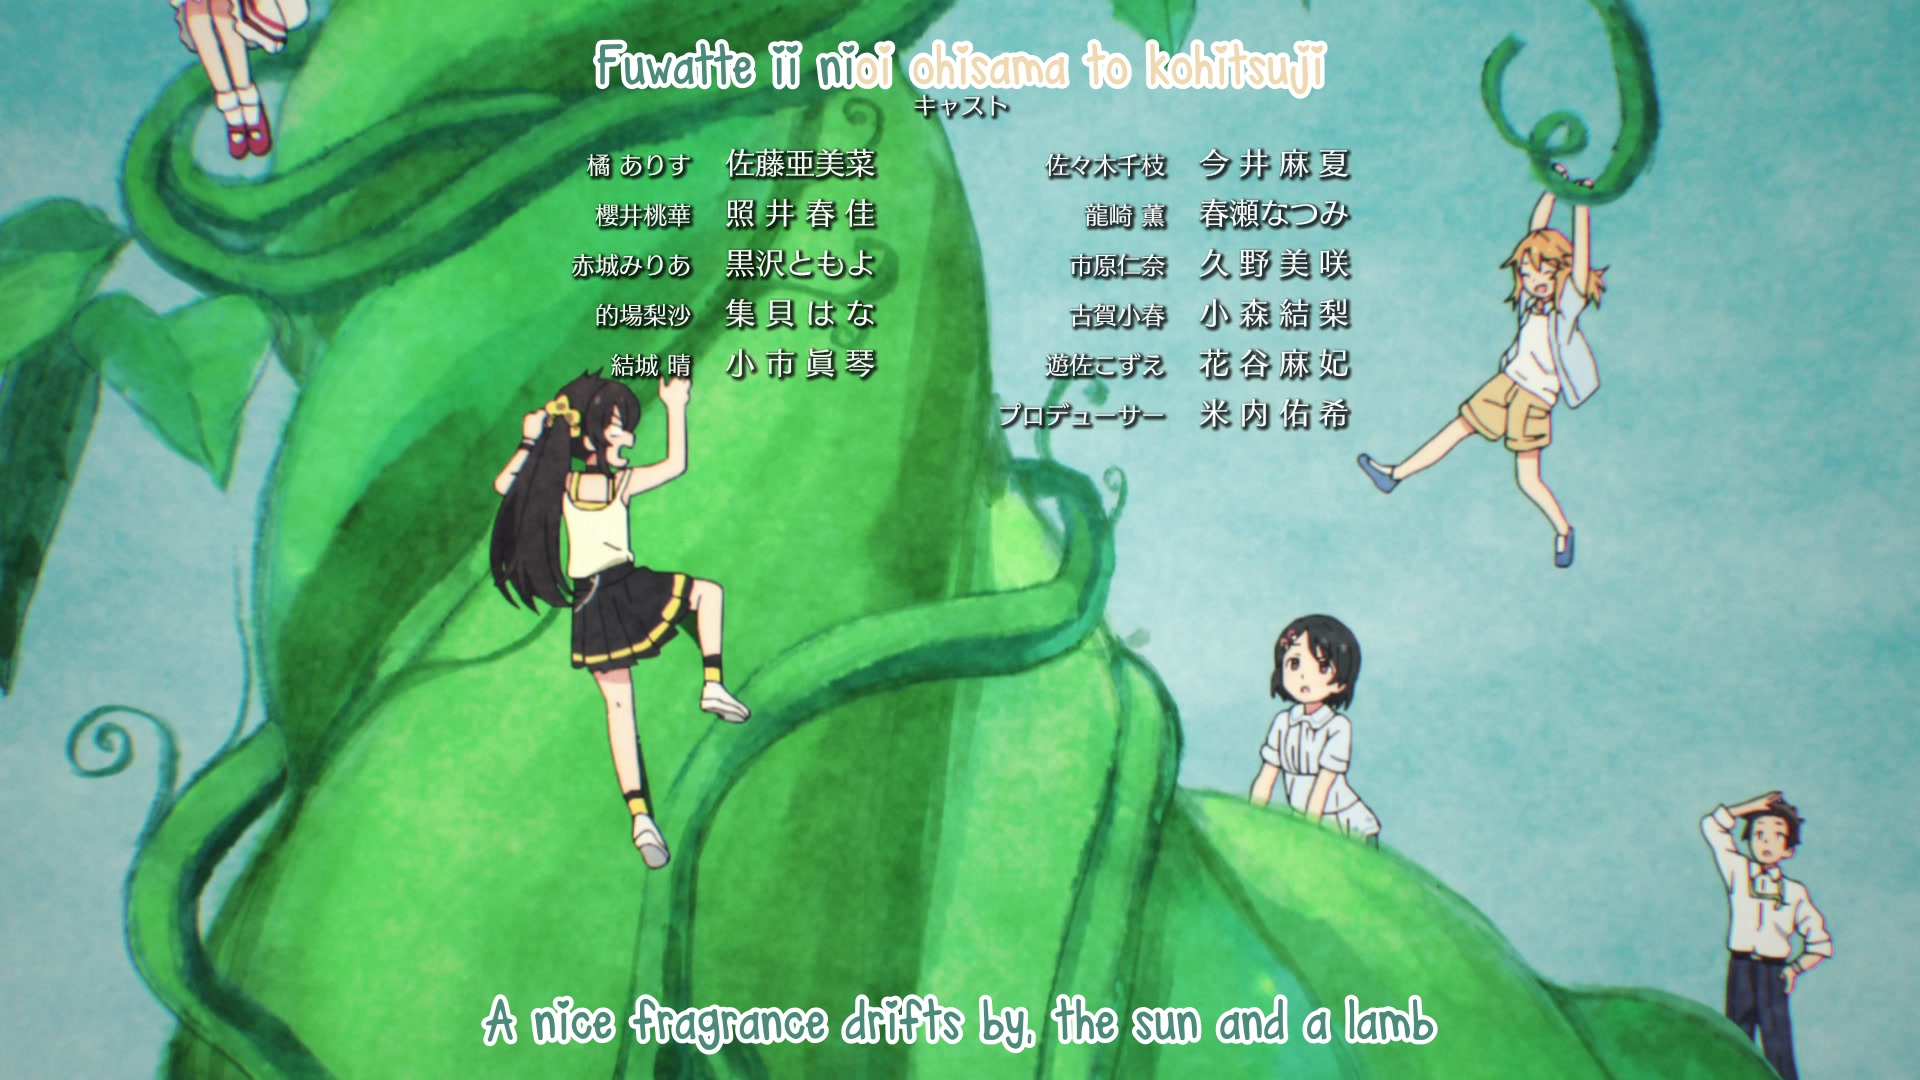 Fuwatte ii nioi ohisama to kohitsuji
キャスト
橘 ありす 佐藤亜美菜
櫻井桃華 照井春佳
赤城みりあ 黒沢ともよ
的場梨沙 集貝はな
結城 晴 小市眞琴
佐々木千枝 今井麻夏
龍崎 薫 春瀬なつみ
市原仁奈 久野美咲
古賀小春 小森結梨
遊佐こずえ 花谷麻妃
プロデューサー 米内佑希
A nice fragrance drifts by, the sun and a lamb